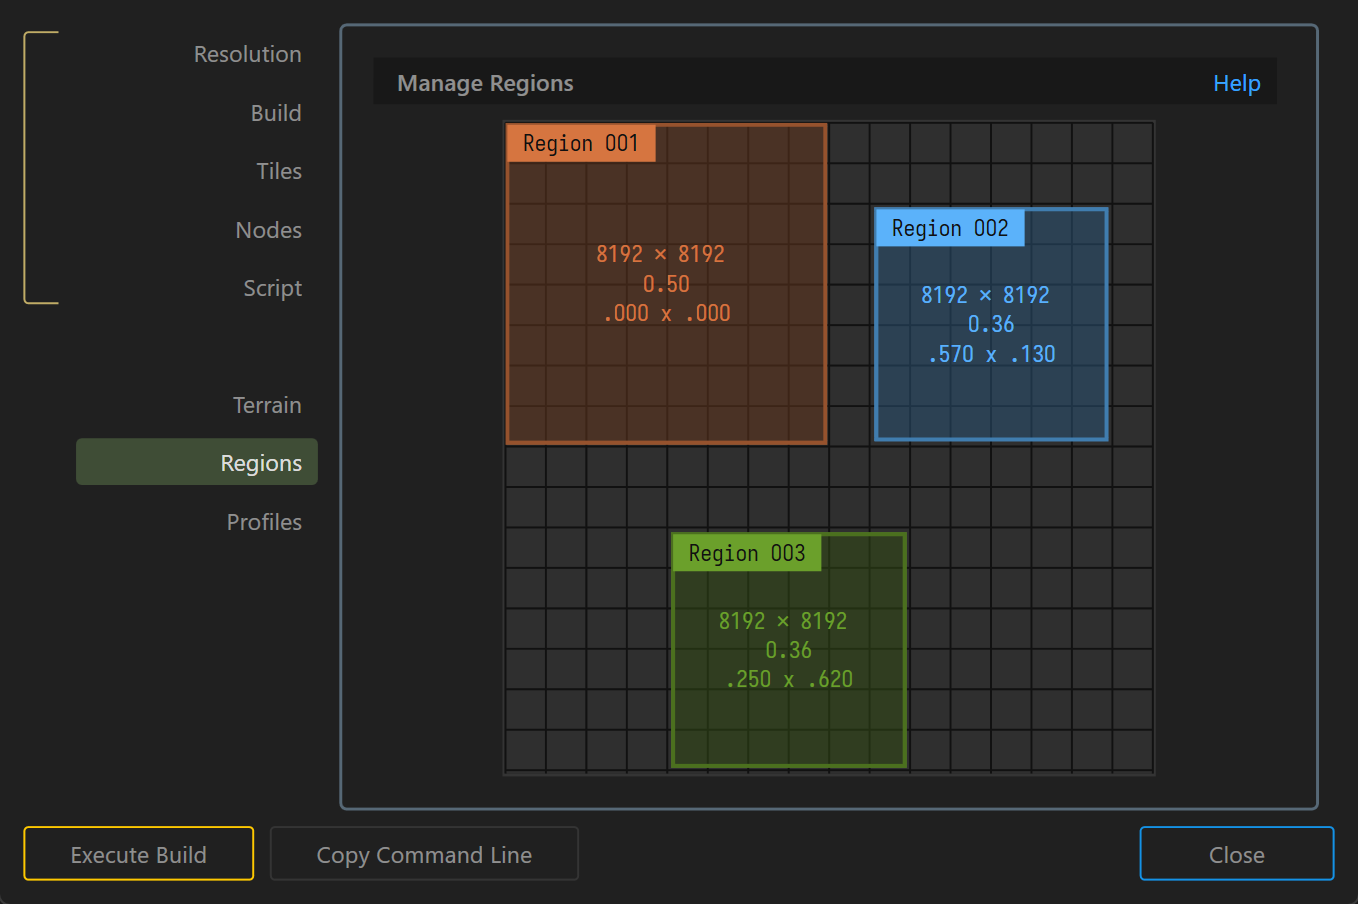 Resolution
Build
Tiles
Nodes
Script
Terrain
Regions
Profiles
Manage Regions
Help
Region 001
8192 × 8192
0.50
.000 x .000
Region 002
8192 × 8192
0.36
.570 x .130
Region 003
8192 × 8192
0.36
.250 x .620
Execute Build
Copy Command Line
Close